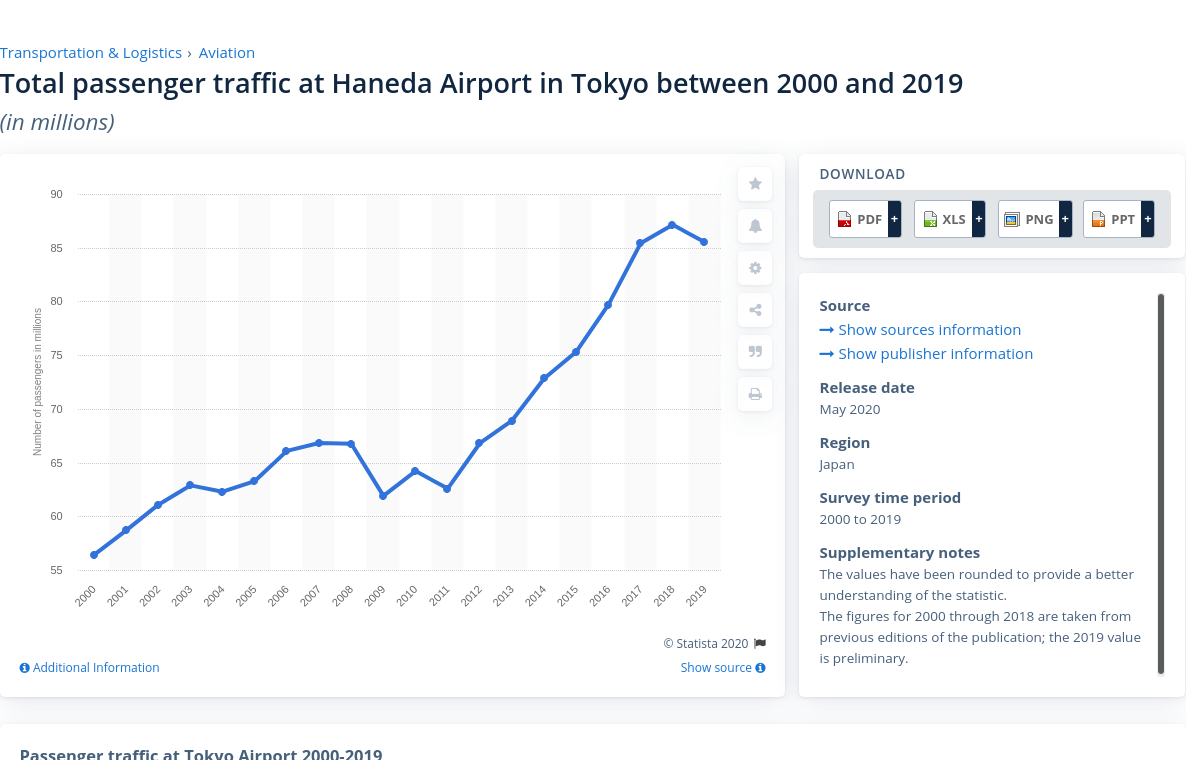 Transportation & Logistics › Aviation
Total passenger traffic at Haneda Airport in Tokyo between 2000 and 2019
(in millions)
90
85
80
75
70
65
60
55
Number of passengers in millions
2000 2001 2002 2003 2004 2005 2006 2007 2008 2009 2010 2011 2012 2013 2014 2015 2016 2017 2018 2019
© Statista 2020
Additional Information
Show source
DOWNLOAD
PDF + XLS + PNG + PPT +
Source
Show sources information
Show publisher information
Release date
May 2020
Region
Japan
Survey time period
2000 to 2019
Supplementary notes
The values have been rounded to provide a better
understanding of the statistic.
The figures for 2000 through 2018 are taken from
previous editions of the publication; the 2019 value
is preliminary.
Passenger traffic at Tokyo Airport 2000-2019